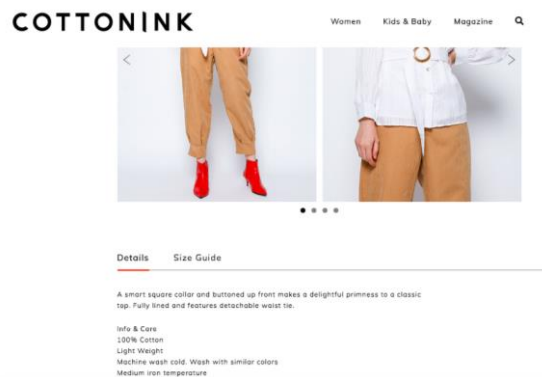 COTTONINK
Women Kids & Baby Magazine
Details Size Guide
A smart square collar and buttoned up front makes a delightful primness to a classic
top. Fully lined and features detachable waist tie.
Info & Care
100% Cotton
Light Weight
Machine wash cold. Wash with similar colors
Medium iron temperature